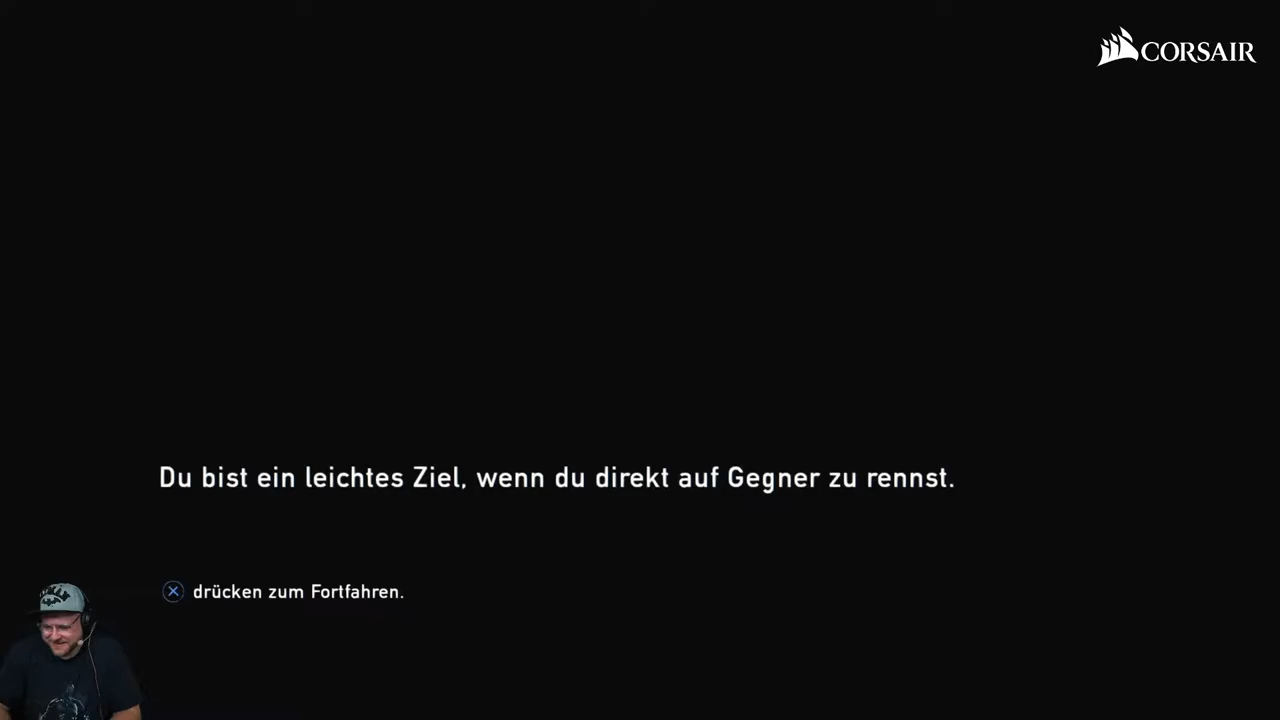 CORSAIR
Du bist ein leichtes Ziel, wenn du direkt auf Gegner zu rennst.
drücken zum Fortfahren.